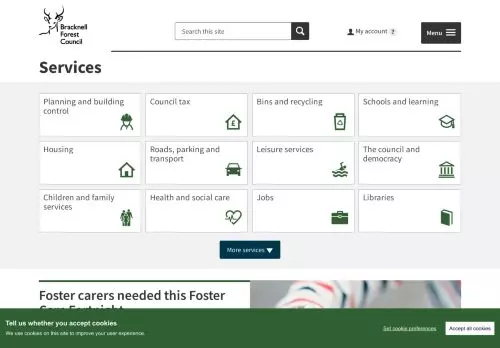 Bracknell
Forest
Council
Search this site
My account ?
Menu
Services
Planning and building
control
Council tax
£
Bins and recycling
Schools and learning
Housing
Roads, parking and
transport
Leisure services
The council and
democracy
Children and family
services
Health and social care
Jobs
Libraries
More services
Foster carers needed this Foster
Care Fortnight
Tell us whether you accept cookies
We use cookies on this site to improve your user experience.
Set cookie preferences
Accept all cookies